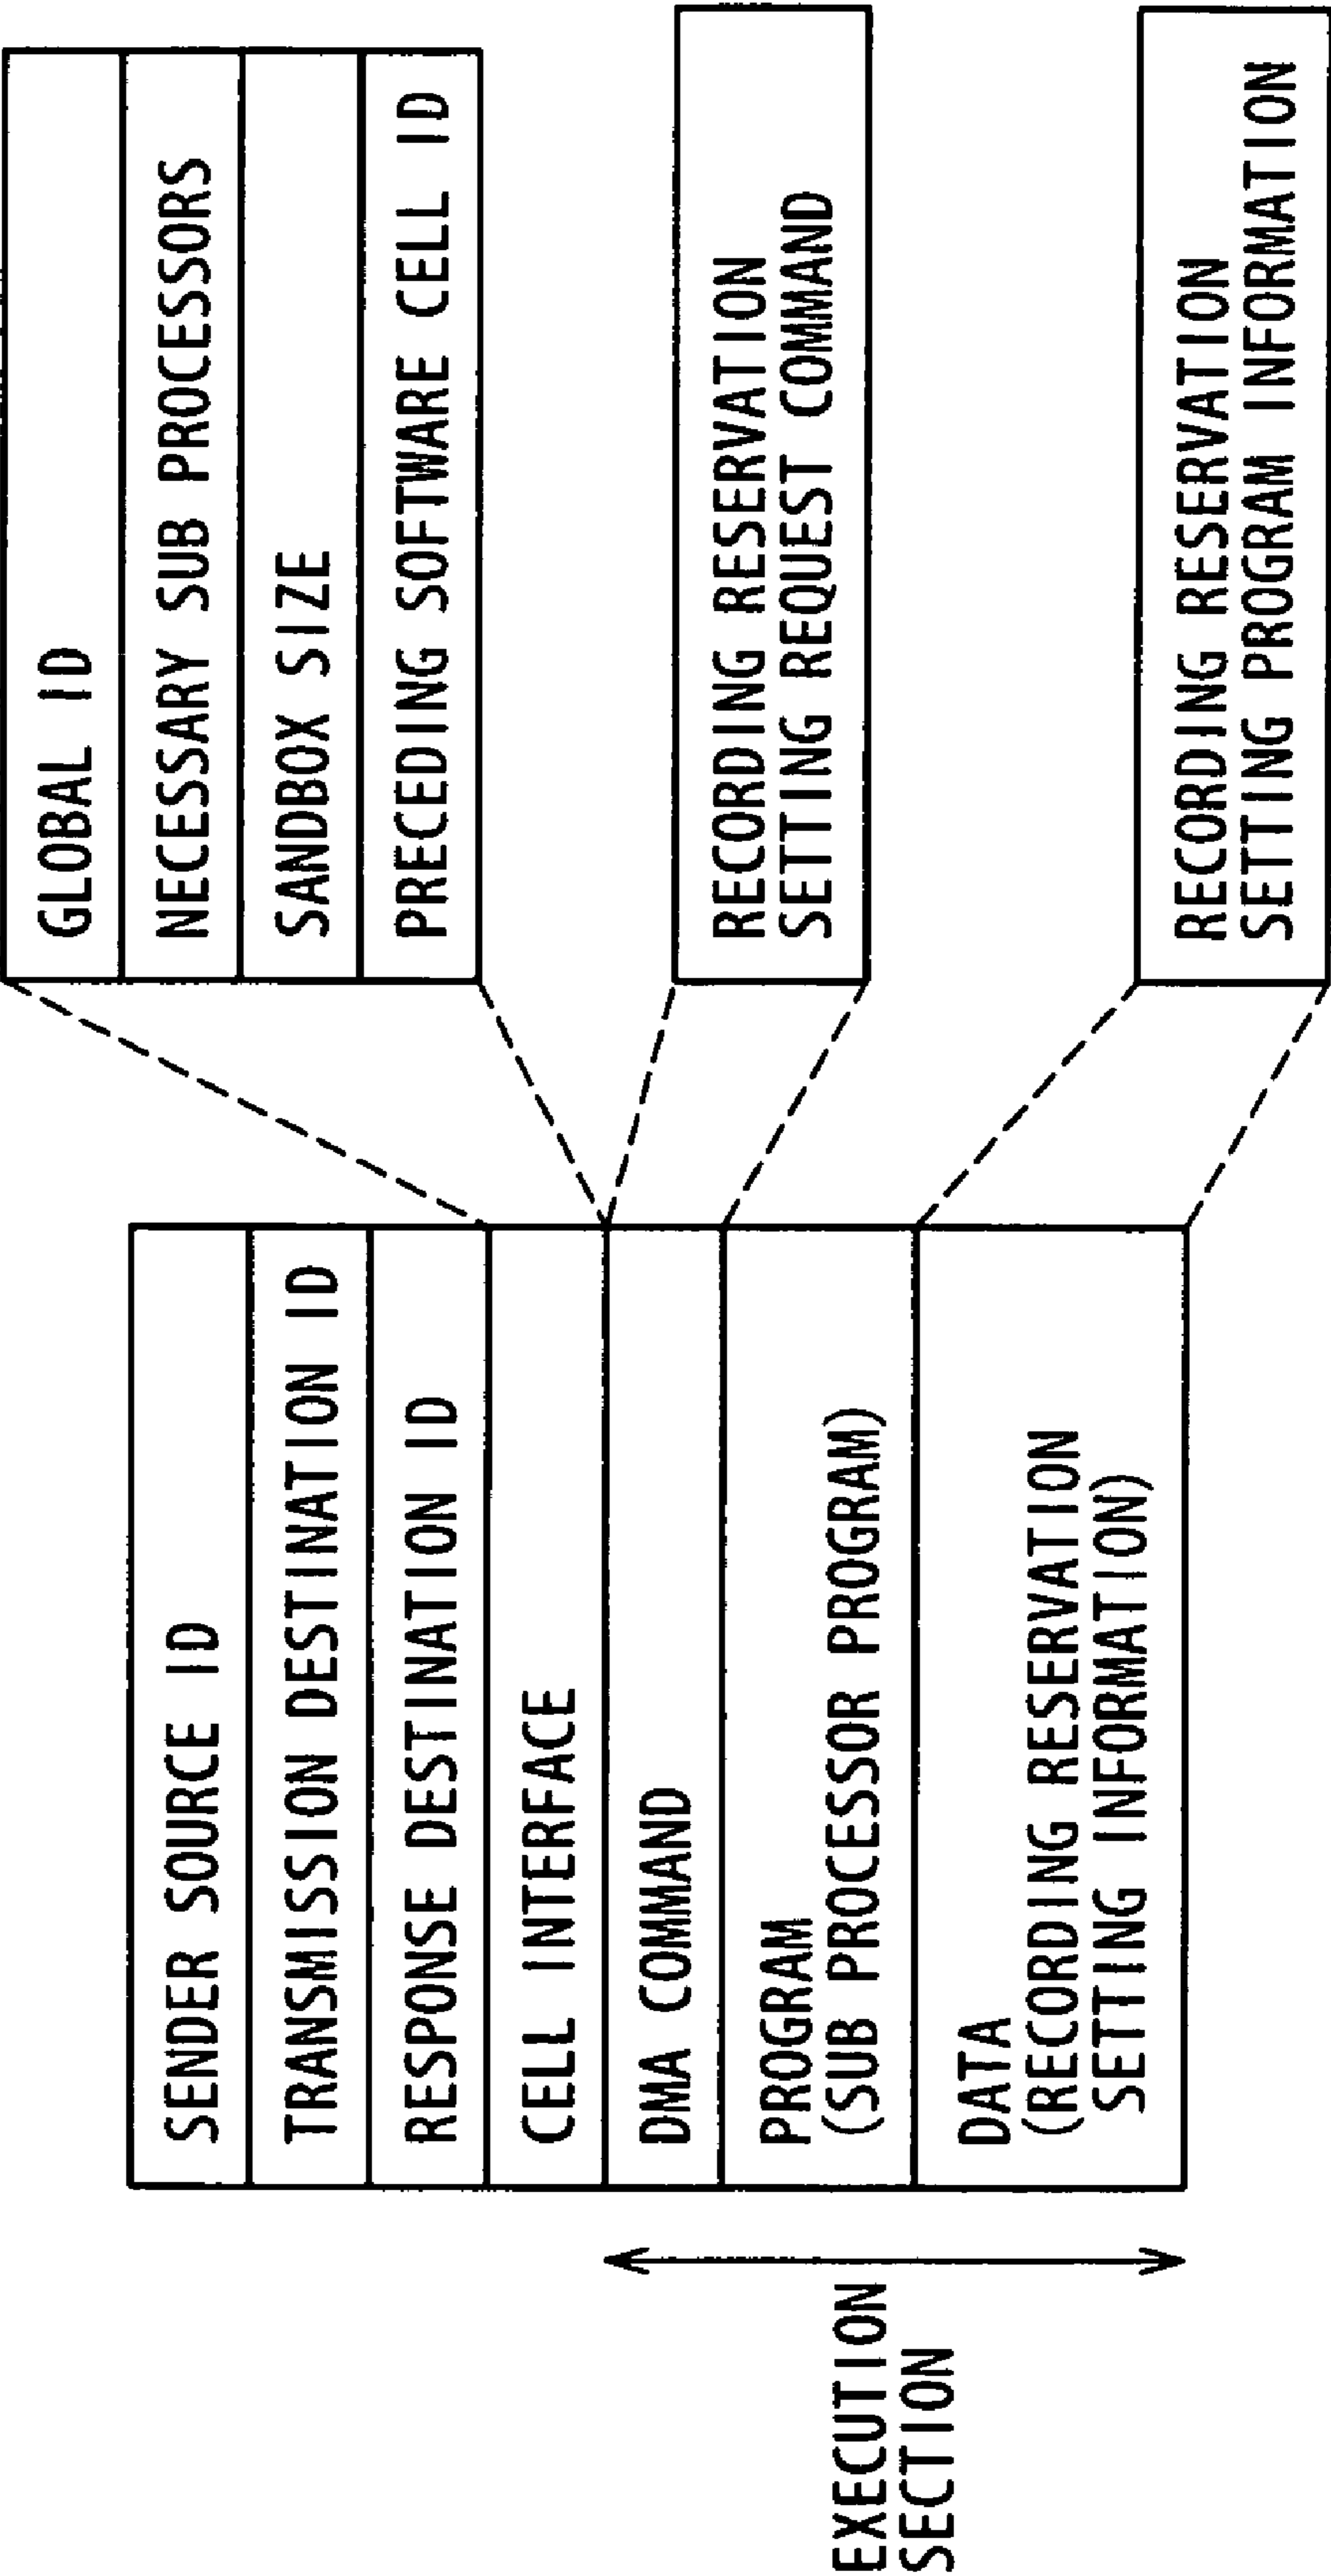 SENDER SOURCE ID
TRANSMISSION DESTINATION ID
RESPONSE DESTINATION ID
CELL INTERFACE
DMA COMMAND
PROGRAM
(SUB PROCESSOR PROGRAM)
DATA
(RECORDING RESERVATION
SETTING INFORMATION)
EXECUTION
SECTION
GLOBAL ID
NECESSARY SUB PROCESSORS
SANDBOX SIZE
PRECEDING SOFTWARE CELL ID
RECORDING RESERVATION
SETTING REQUEST COMMAND
RECORDING RESERVATION
SETTING PROGRAM INFORMATION